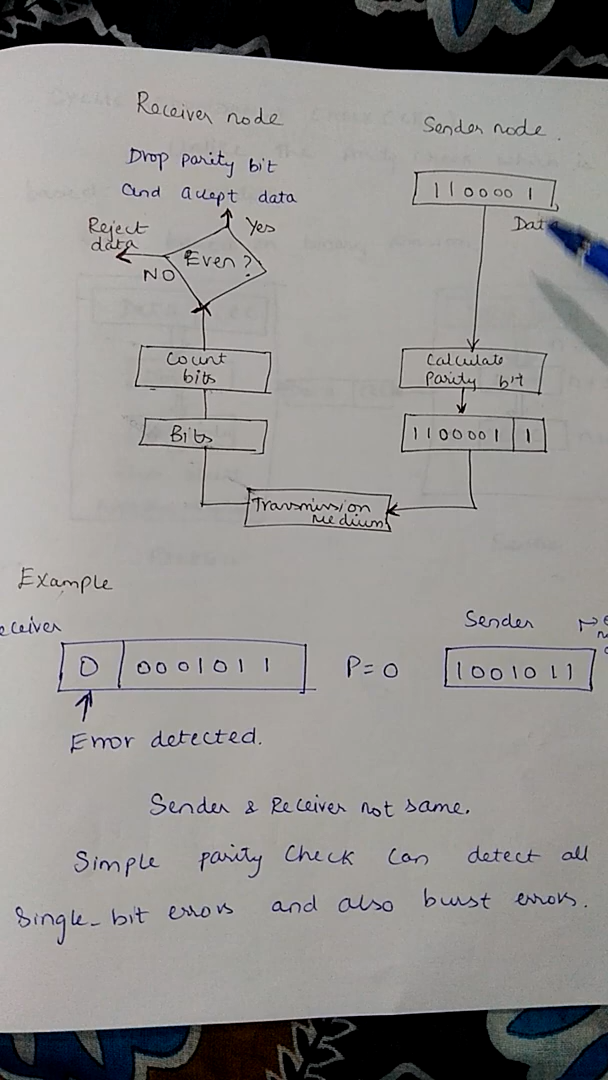 Receiver node
Drop parity bit
and accept data
Reject
data
Yes
Even ?
NO
Count
bits
Bits
Sender node .
1100001
Data
Calculate
Parity bit
1100001 1
Transmission
Medium
Example
eceiver
0 0001011
P = 0
Sender
1001011
Error detected.
Sender & Receiver not same.
Simple parity Check Can detect all
Single-bit errors and also burst errors.